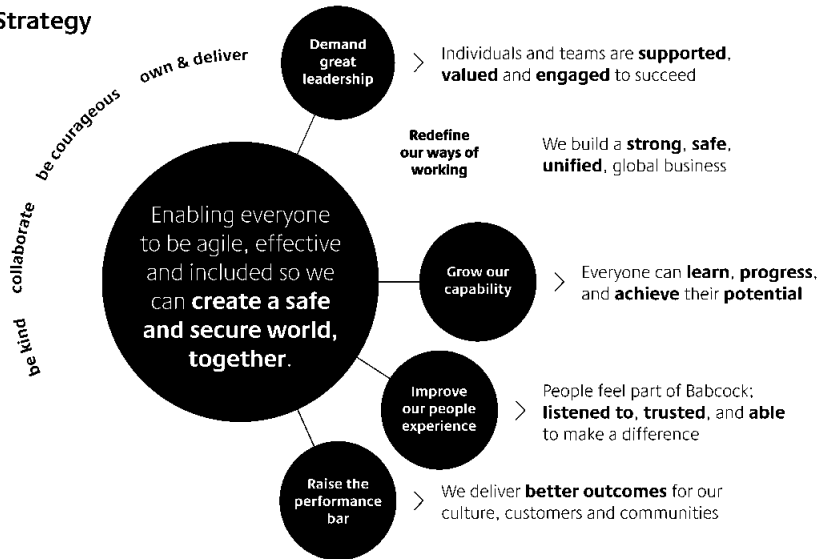 Strategy
own & deliver
be courageous
collaborate
be kind
Enabling everyone
to be agile, effective
and included so we
can create a safe
and secure world,
together.
Demand
great
leadership
Individuals and teams are supported,
valued and engaged to succeed
Redefine
our ways of
working
We build a strong, safe,
unified, global business
Grow our
capability
Everyone can learn, progress,
and achieve their potential
Improve
our people
experience
People feel part of Babcock;
listened to, trusted, and able
to make a difference
Raise the
performance
bar
We deliver better outcomes for our
culture, customers and communities